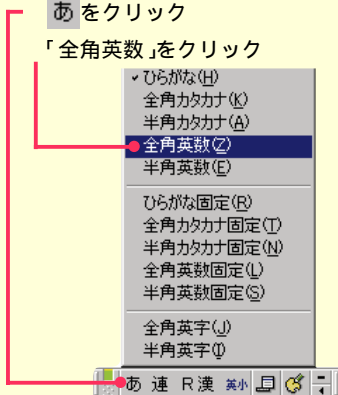 あ をクリック
「全角英数」をクリック
ひらがな(H)
全角カタカナ(K)
半角カタカナ(A)
全角英数(Z)
半角英数(E)
ひらがな固定(R)
全角カタカナ固定(T)
半角カタカナ固定(N)
全角英数固定(L)
半角英数固定(S)
全角英字(J)
半角英字(I)
あ 連 R漢 英小